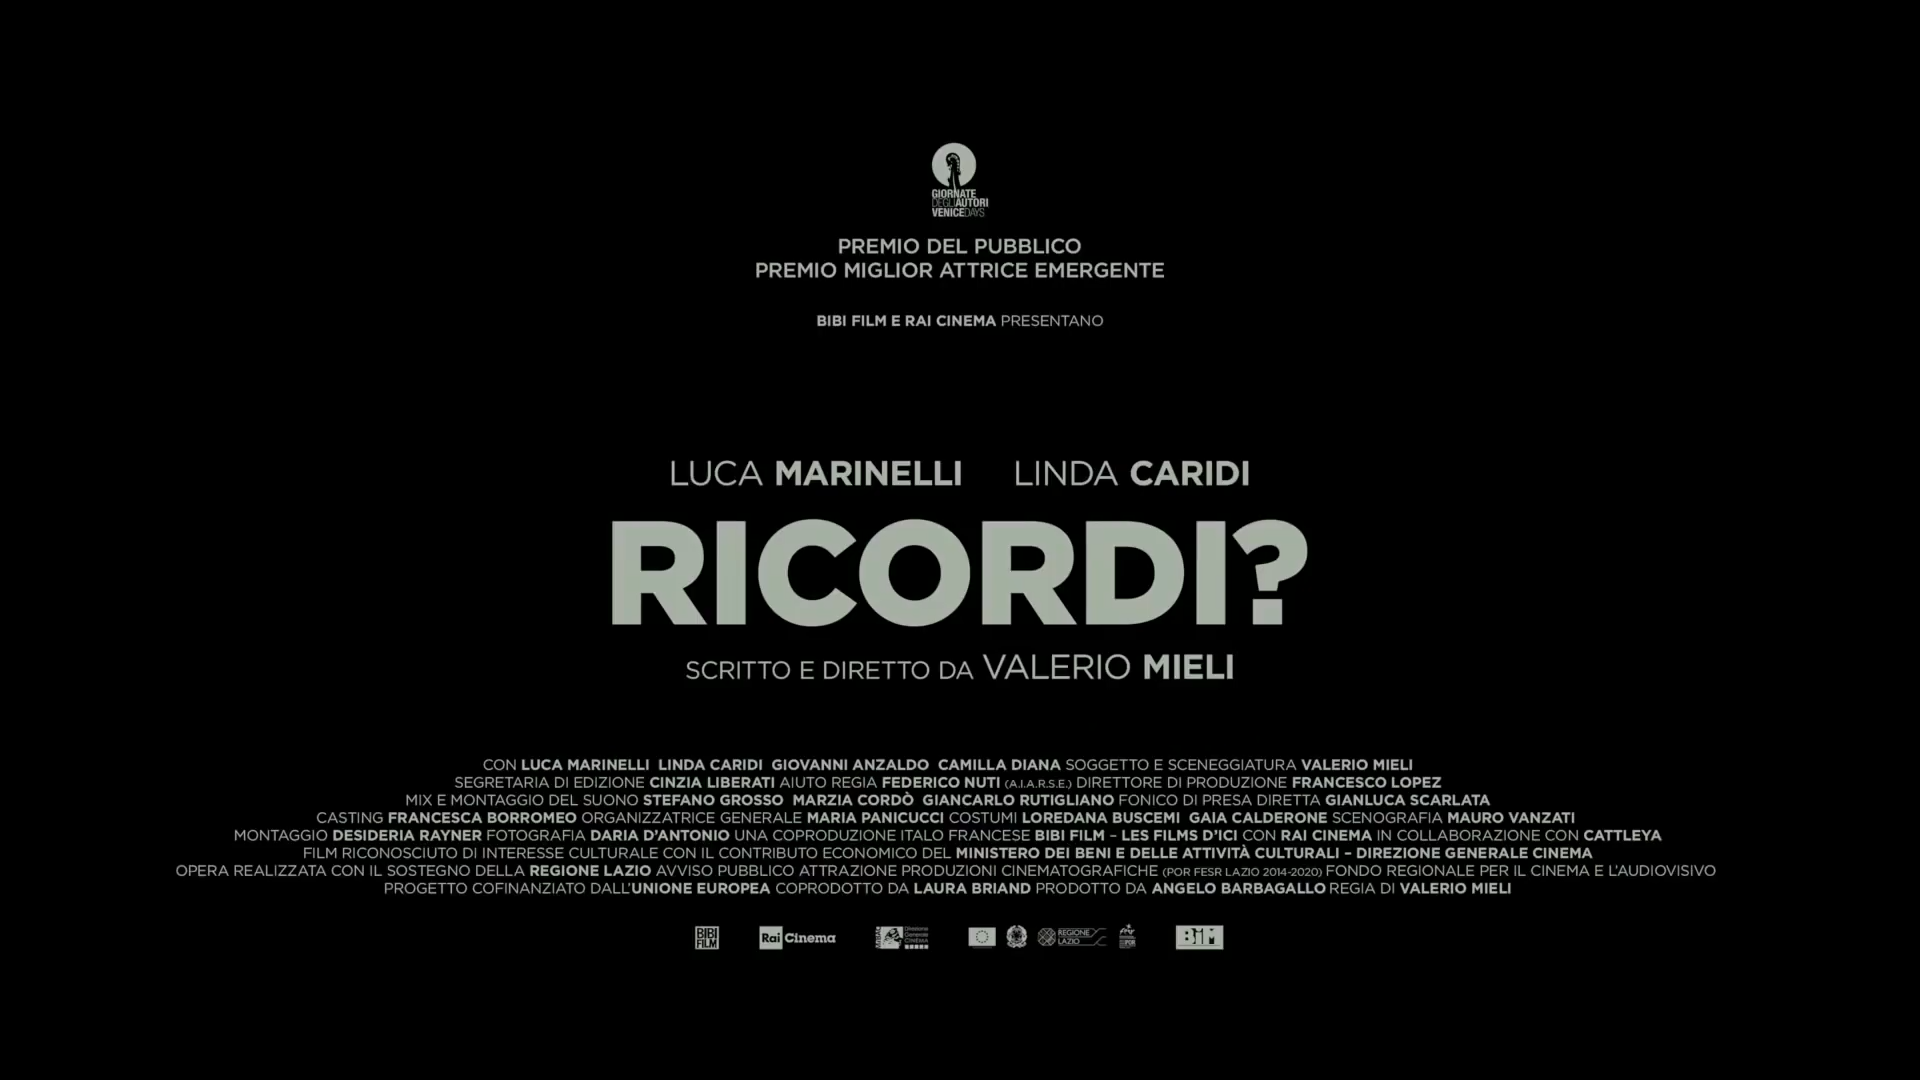 GIORNATE
DEGLI AUTORI
VENICE DAYS
PREMIO DEL PUBBLICO
PREMIO MIGLIOR ATTRICE EMERGENTE
BIBI FILM E RAI CINEMA PRESENTANO
LUCA MARINELLI LINDA CARIDI
RICORDI?
SCRITTO E DIRETTO DA VALERIO MIELI
CON LUCA MARINELLI LINDA CARIDI GIOVANNI ANZALDO CAMILLA DIANA SOGGETTO E SCENEGGIATURA VALERIO MIELI
SEGRETARIA DI EDIZIONE CINZIA LIBERATI AIUTO REGIA FEDERICO NUTI (A.I.A.R.S.E.) DIRETTORE DI PRODUZIONE FRANCESCO LOPEZ
MIX E MONTAGGIO DEL SUONO STEFANO GROSSO MARZIA CORDÒ GIANCARLO RUTIGLIANO FONICO DI PRESA DIRETTA GIANLUCA SCARLATA
CASTING FRANCESCA BORROMEO ORGANIZZATRICE GENERALE MARIA PANICUCCI COSTUMI LOREDANA BUSCEMI GAIA CALDERONE SCENOGRAFIA MAURO VANZATI
MONTAGGIO DESIDERIA RAYNER FOTOGRAFIA DARIA D'ANTONIO UNA COPRODUZIONE ITALO FRANCESE BIBI FILM – LES FILMS D'ICI CON RAI CINEMA IN COLLABORAZIONE CON CATTLEYA
FILM RICONOSCIUTO DI INTERESSE CULTURALE CON IL CONTRIBUTO ECONOMICO DEL MINISTERO DEI BENI E DELLE ATTIVITÀ CULTURALI – DIREZIONE GENERALE CINEMA
OPERA REALIZZATA CON IL SOSTEGNO DELLA REGIONE LAZIO AVVISO PUBBLICO ATTRAZIONE PRODUZIONI CINEMATOGRAFICHE (POR FESR LAZIO 2014-2020) FONDO REGIONALE PER IL CINEMA E L'AUDIOVISIVO
PROGETTO COFINANZIATO DALL'UNIONE EUROPEA COPRODOTTO DA LAURA BRIAND PRODOTTO DA ANGELO BARBAGALLO REGIA DI VALERIO MIELI
BIBI FILM
Rai Cinema
Direzione Generale CINEMA
REGIONE LAZIO
BiM